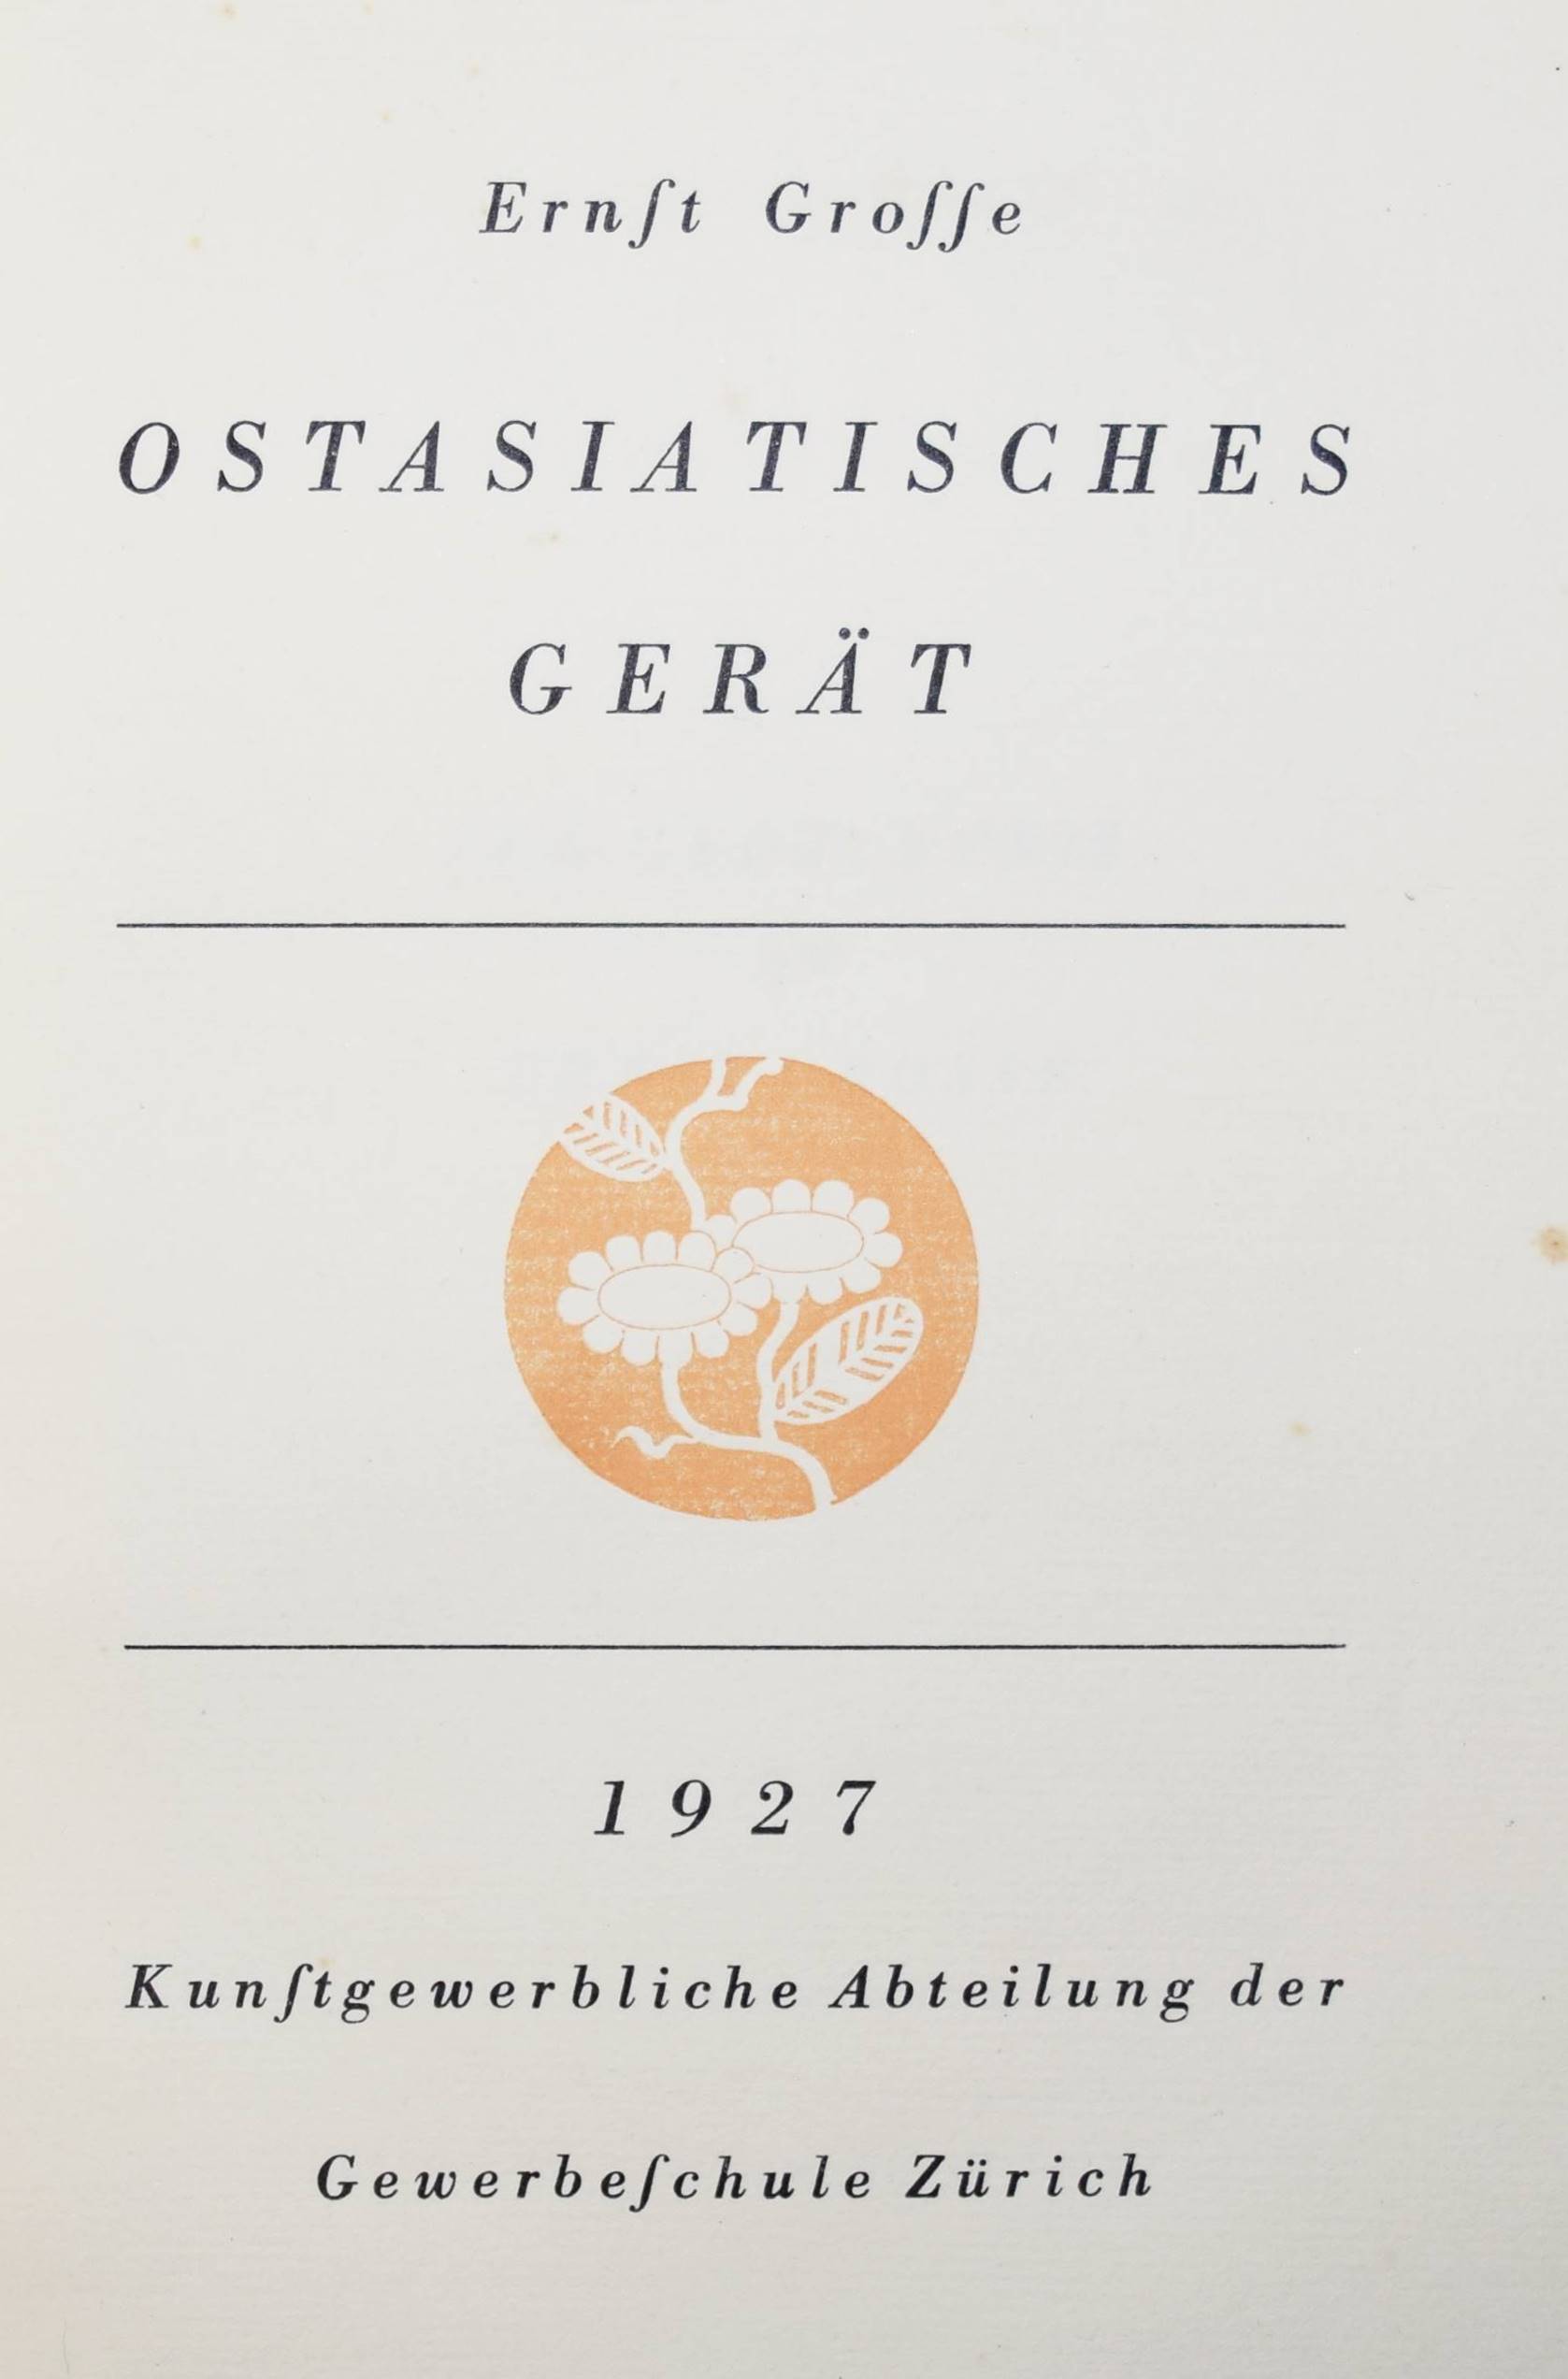 Ernſt Groſſe
OSTASIATISCHES
GERÄT
1927
Kunſtgewerbliche Abteilung der
Gewerbeſchule Zürich